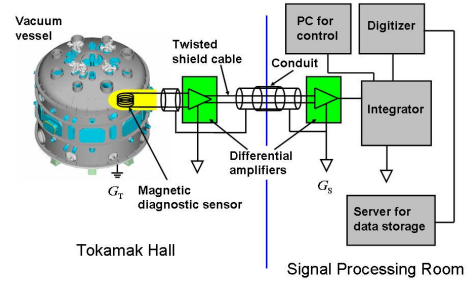 Vacuum
vessel
Twisted
shield cable
Conduit
PC for
control
Digitizer
Integrator
Differential
amplifiers
Magnetic
diagnostic sensor
G_T
G_S
Server for
data storage
Tokamak Hall
Signal Processing Room